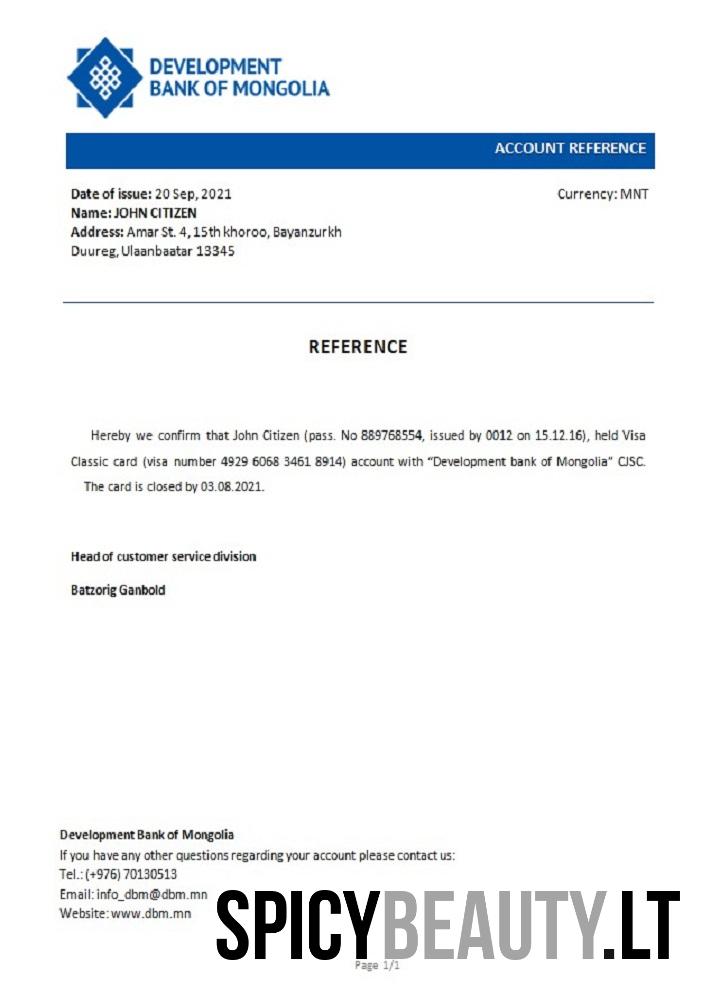 DEVELOPMENT
BANK OF MONGOLIA
ACCOUNT REFERENCE
Date of issue: 20 Sep, 2021
Currency: MNT
Name: JOHN CITIZEN
Address: Amar St. 4, 15th khoroo, Bayanzurkh
Duureg, Ulaanbaatar 13345
REFERENCE
Hereby we confirm that John Citizen (pass. No 889768554, issued by 0012 on 15.12.16), held Visa
Classic card (visa number 4929 6068 3461 8914) account with “Development bank of Mongolia” CJSC.
The card is closed by 03.08.2021.
Head of customer service division
Batzorig Ganbold
Development Bank of Mongolia
If you have any other questions regarding your account please contact us:
Tel.: (+976) 70130513
Email: info_dbm@dbm.mn
Website: www.dbm.mn
SPICYBEAUTY.LT
Page 1/1